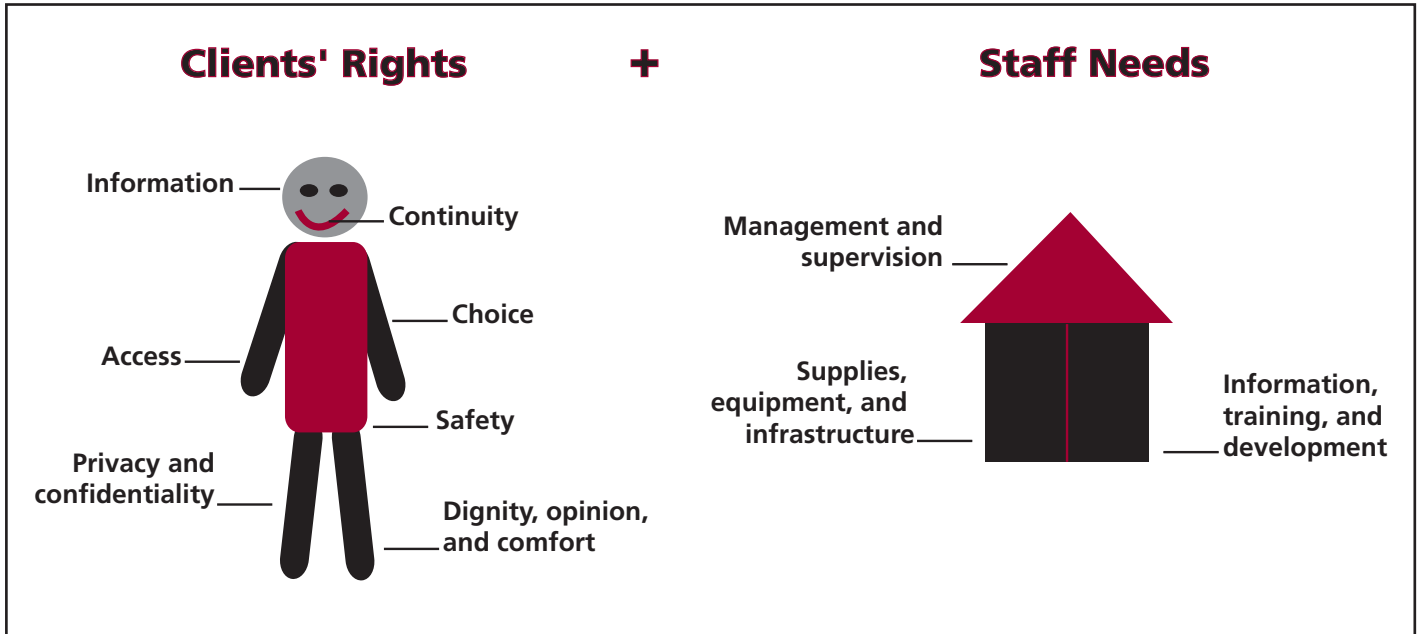 Clients' Rights + Staff Needs
Information
Continuity
Choice
Access
Safety
Privacy and
confidentiality
Dignity, opinion,
and comfort
Management and
supervision
Supplies,
equipment, and
infrastructure
Information,
training, and
development